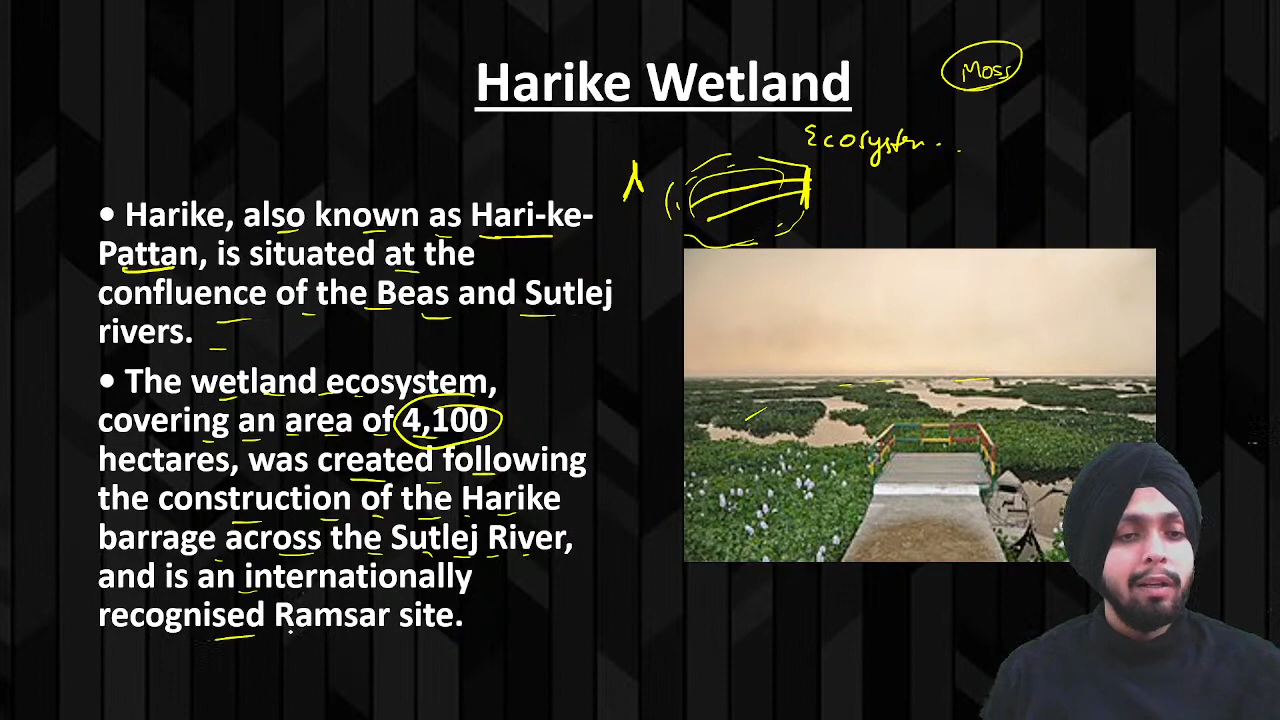 Harike Wetland
Moss
Ecosystem..
• Harike, also known as Hari-ke-
Pattan, is situated at the
confluence of the Beas and Sutlej
rivers.
• The wetland ecosystem,
covering an area of 4,100
hectares, was created following
the construction of the Harike
barrage across the Sutlej River,
and is an internationally
recognised Ramsar site.